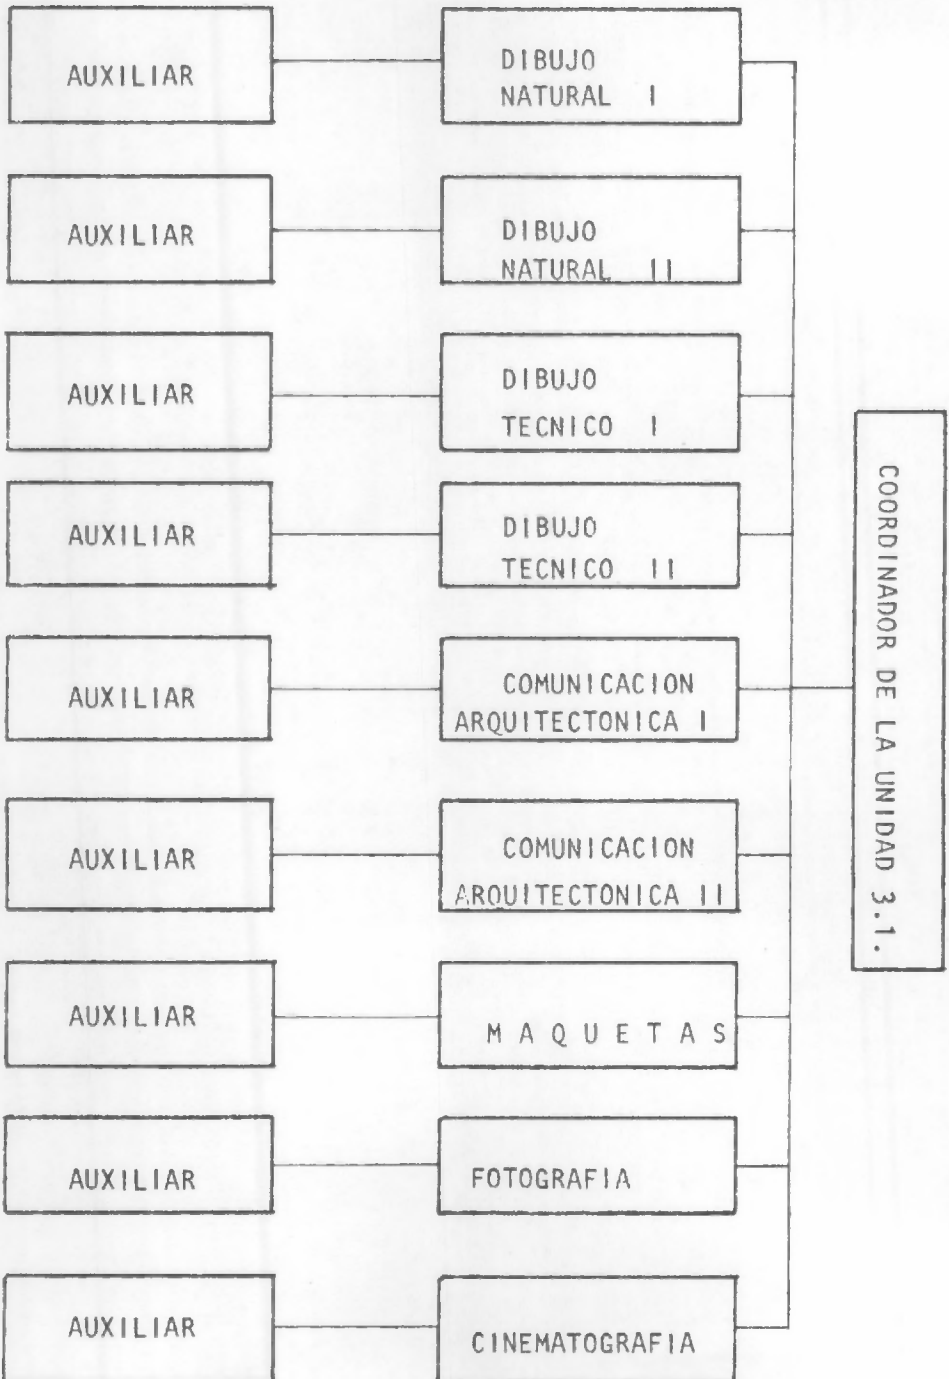 AUXILIAR
DIBUJO
NATURAL I
AUXILIAR
DIBUJO
NATURAL II
AUXILIAR
DIBUJO
TECNICO I
AUXILIAR
DIBUJO
TECNICO II
AUXILIAR
COMUNICACION
ARQUITECTONICA I
AUXILIAR
COMUNICACION
ARQUITECTONICA II
AUXILIAR
M A Q U E T A S
AUXILIAR
FOTOGRAFIA
AUXILIAR
CINEMATOGRAFIA
COORDINADOR DE LA UNIDAD 3.1.